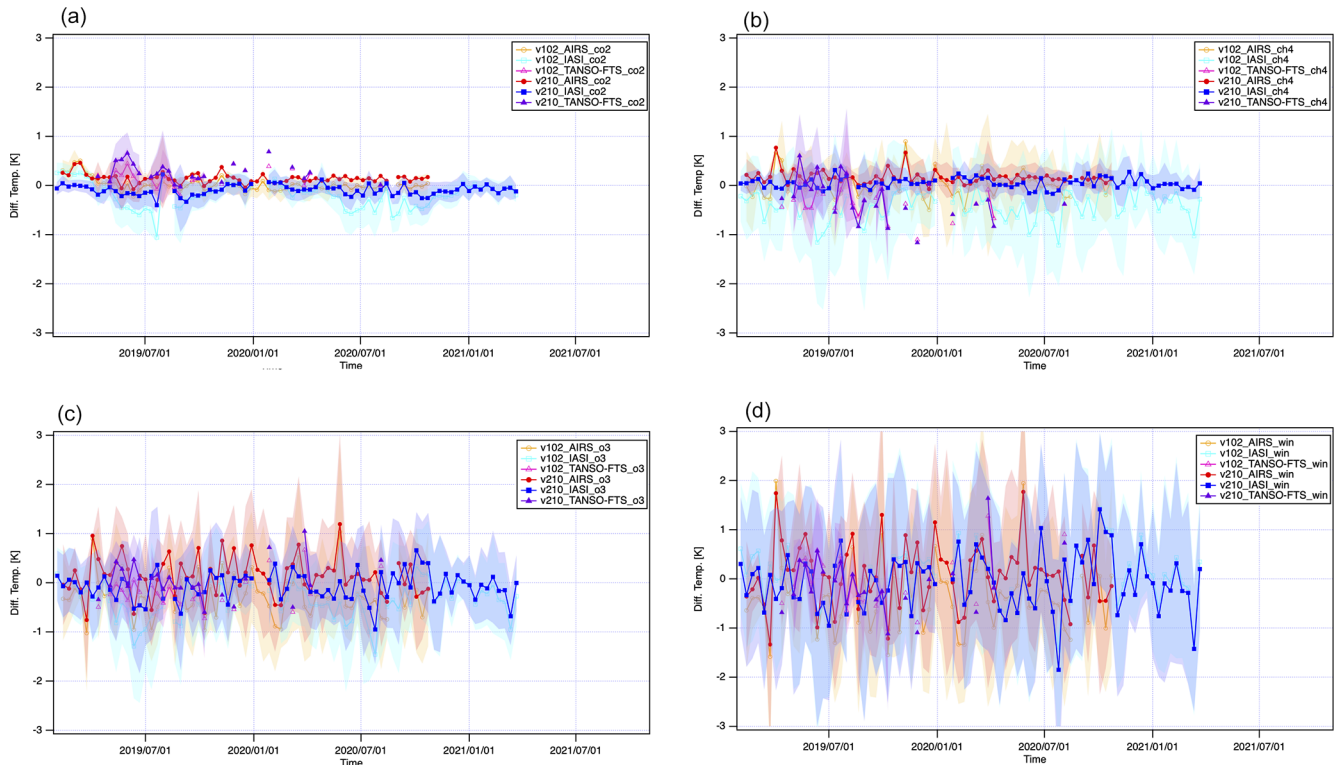 (a)
3
2
1
0
-1
-2
-3
Diff. Temp. [K]
v102_AIRS_co2
v102_IASI_co2
v102_TANSO-FTS_co2
v210_AIRS_co2
v210_IASI_co2
v210_TANSO-FTS_co2
2019/07/01
2020/01/01
2020/07/01
2021/01/01
2021/07/01
Time
(b)
3
2
1
0
-1
-2
-3
Diff. Temp. [K]
v102_AIRS_ch4
v102_IASI_ch4
v102_TANSO-FTS_ch4
v210_AIRS_ch4
v210_IASI_ch4
v210_TANSO-FTS_ch4
2019/07/01
2020/01/01
2020/07/01
2021/01/01
2021/07/01
Time
(c)
3
2
1
0
-1
-2
-3
Diff. Temp. [K]
v102_AIRS_o3
v102_IASI_o3
v102_TANSO-FTS_o3
v210_AIRS_o3
v210_IASI_o3
v210_TANSO-FTS_o3
2019/07/01
2020/01/01
2020/07/01
2021/01/01
2021/07/01
Time
(d)
3
2
1
0
-1
-2
-3
Diff. Temp. [K]
v102_AIRS_win
v102_IASI_win
v102_TANSO-FTS_win
v210_AIRS_win
v210_IASI_win
v210_TANSO-FTS_win
2019/07/01
2020/01/01
2020/07/01
2021/01/01
2021/07/01
Time